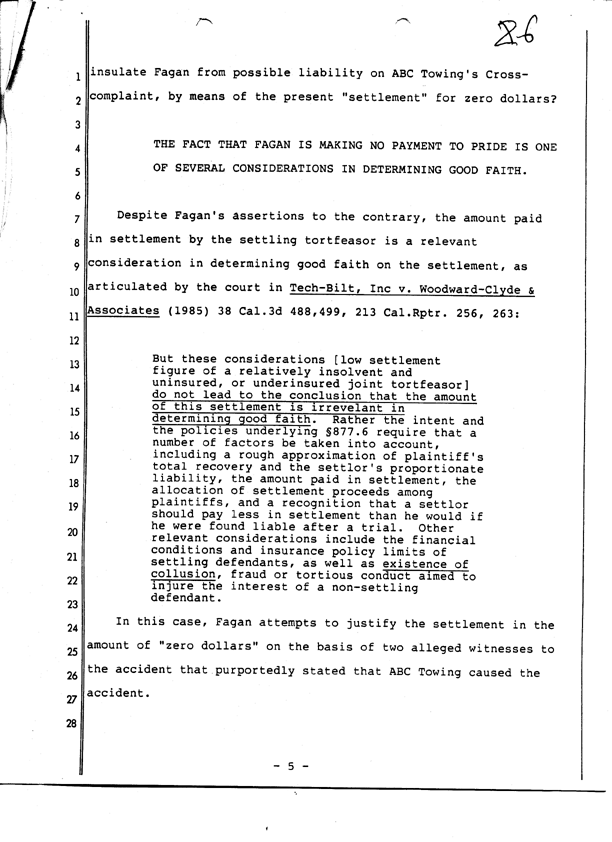 86
1 insulate Fagan from possible liability on ABC Towing's Cross-
2 complaint, by means of the present "settlement" for zero dollars?
3
4 THE FACT THAT FAGAN IS MAKING NO PAYMENT TO PRIDE IS ONE
5 OF SEVERAL CONSIDERATIONS IN DETERMINING GOOD FAITH.
6
7 Despite Fagan's assertions to the contrary, the amount paid
8 in settlement by the settling tortfeasor is a relevant
9 consideration in determining good faith on the settlement, as
10 articulated by the court in Tech-Bilt, Inc v. Woodward-Clyde &
11 Associates (1985) 38 Cal.3d 488,499, 213 Cal.Rptr. 256, 263:
12
13 But these considerations [low settlement
figure of a relatively insolvent and
14 uninsured, or underinsured joint tortfeasor]
do not lead to the conclusion that the amount
15 of this settlement is irrevelant in
determining good faith. Rather the intent and
16 the policies underlying §877.6 require that a
number of factors be taken into account,
17 including a rough approximation of plaintiff's
total recovery and the settlor's proportionate
18 liability, the amount paid in settlement, the
allocation of settlement proceeds among
19 plaintiffs, and a recognition that a settlor
should pay less in settlement than he would if
20 he were found liable after a trial. Other
relevant considerations include the financial
21 conditions and insurance policy limits of
settling defendants, as well as existence of
22 collusion, fraud or tortious conduct aimed to
injure the interest of a non-settling
23 defendant.
24 In this case, Fagan attempts to justify the settlement in the
25 amount of "zero dollars" on the basis of two alleged witnesses to
26 the accident that purportedly stated that ABC Towing caused the
27 accident.
28
- 5 -